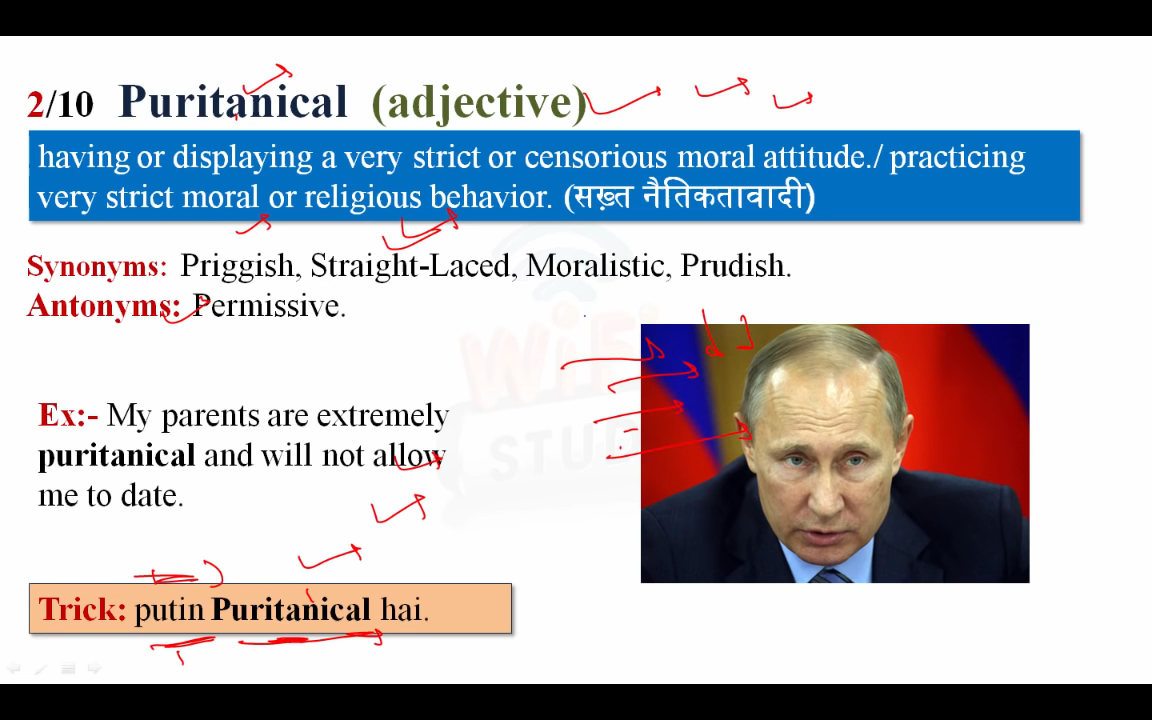 2/10 Puritanical (adjective)
having or displaying a very strict or censorious moral attitude./ practicing
very strict moral or religious behavior. (सख़्त नैतिकतावादी)
Synonyms: Priggish, Straight-Laced, Moralistic, Prudish.
Antonyms: Permissive.
WiFi
STUDY
Ex:- My parents are extremely
puritanical and will not allow
me to date.
Trick: putin Puritanical hai.